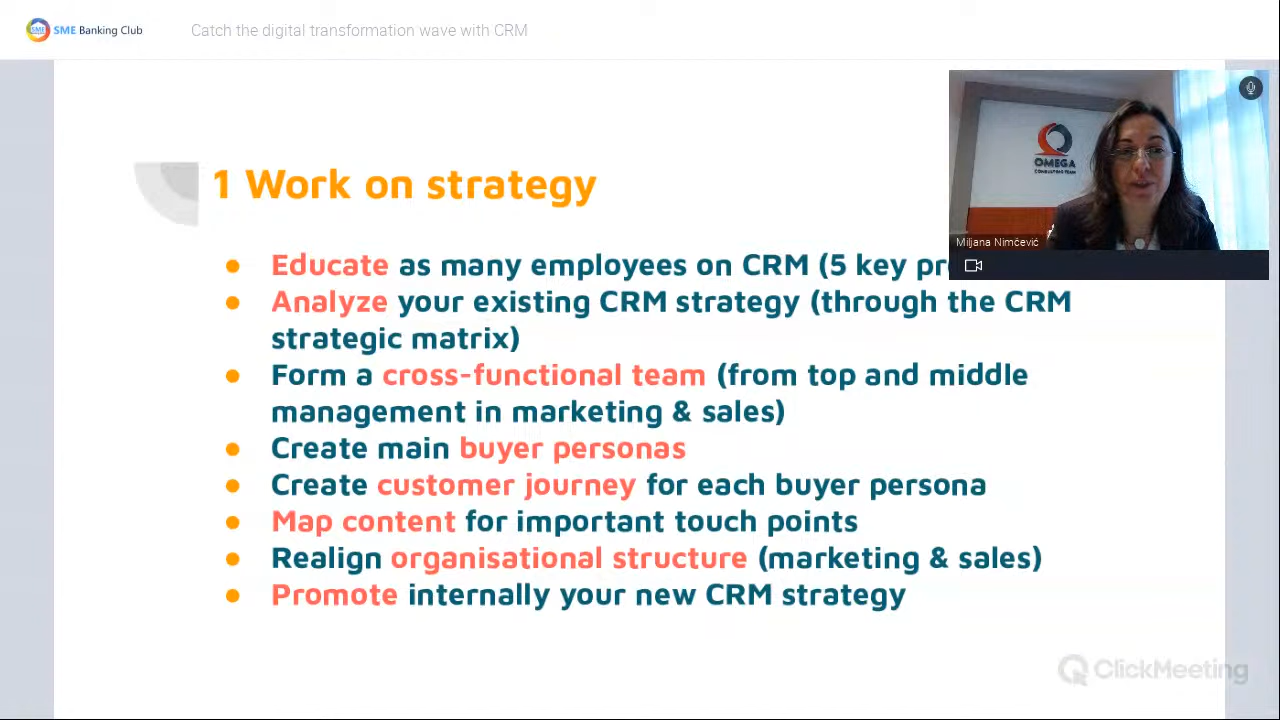 SME Banking Club
Catch the digital transformation wave with CRM
OMEGA
CONSULTING TEAM
Miljana Nimčević
1 Work on strategy
Educate as many employees on CRM (5 key
Analyze your existing CRM strategy (through the CRM
strategic matrix)
Form a cross-functional team (from top and middle
management in marketing & sales)
Create main buyer personas
Create customer journey for each buyer persona
Map content for important touch points
Realign organisational structure (marketing & sales)
Promote internally your new CRM strategy
ClickMeeting